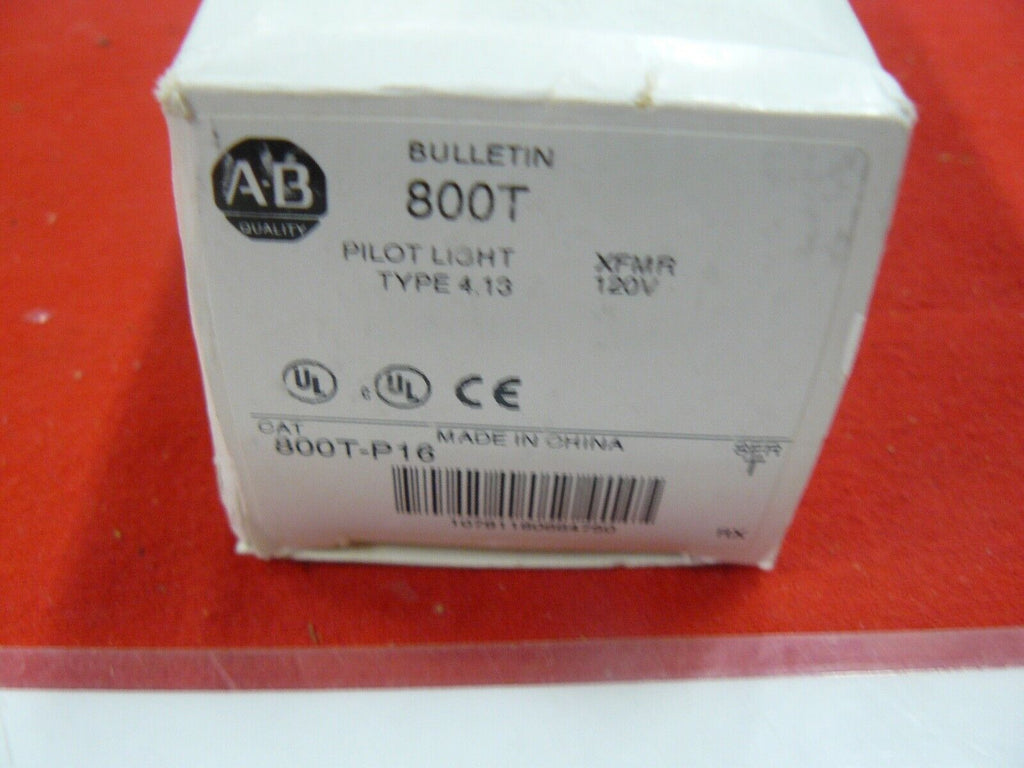 A-B
QUALITY
BULLETIN
800T
PILOT LIGHT XFMR
TYPE 4,13 120V
UL c UL CE
CAT
800T-P16 MADE IN CHINA
SER
T
RX